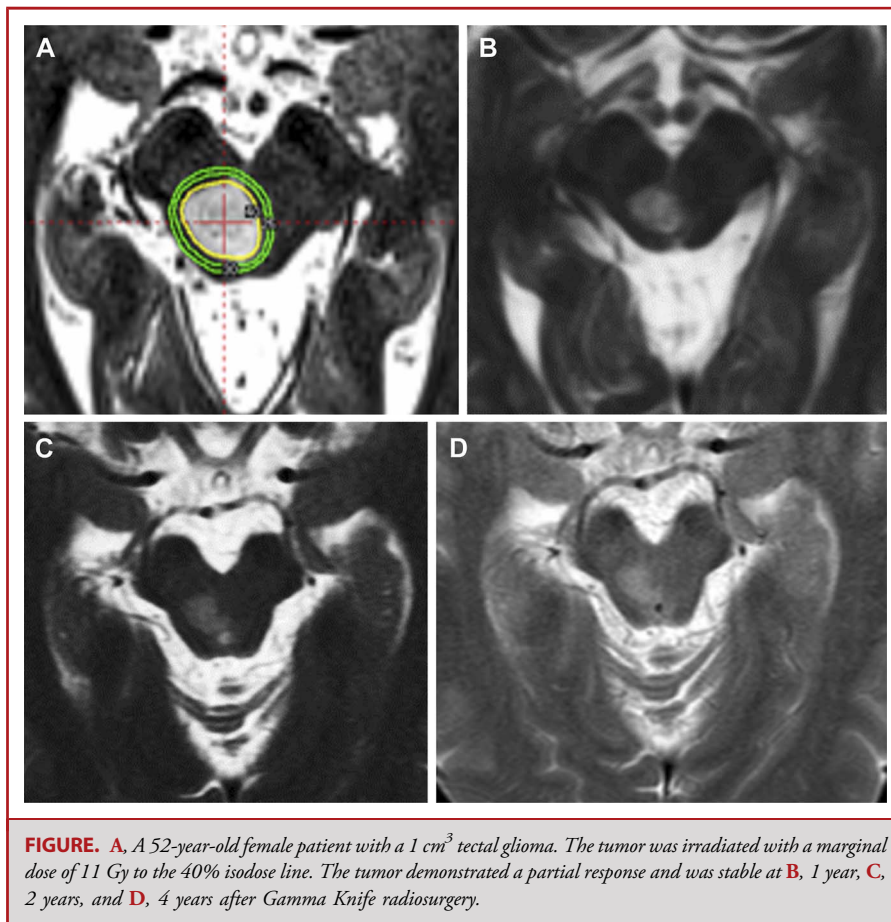 A
B
C
D
FIGURE. A, A 52-year-old female patient with a 1 cm³ tectal glioma. The tumor was irradiated with a marginal
dose of 11 Gy to the 40% isodose line. The tumor demonstrated a partial response and was stable at B, 1 year, C,
2 years, and D, 4 years after Gamma Knife radiosurgery.